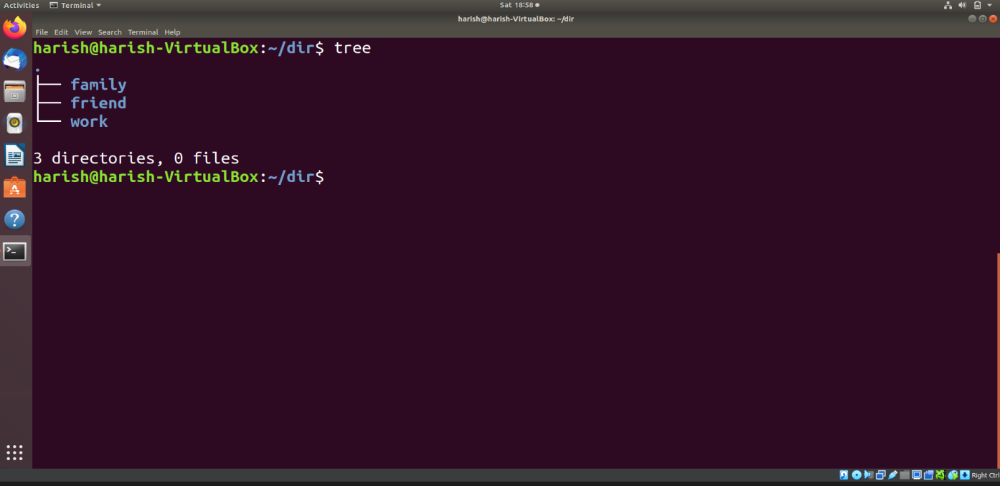 Activities Terminal Sat 18:58
harish@harish-VirtualBox: ~/dir
File Edit View Search Terminal Help
harish@harish-VirtualBox:~/dir$ tree
.
├── family
├── friend
└── work
3 directories, 0 files
harish@harish-VirtualBox:~/dir$
Right Ctrl